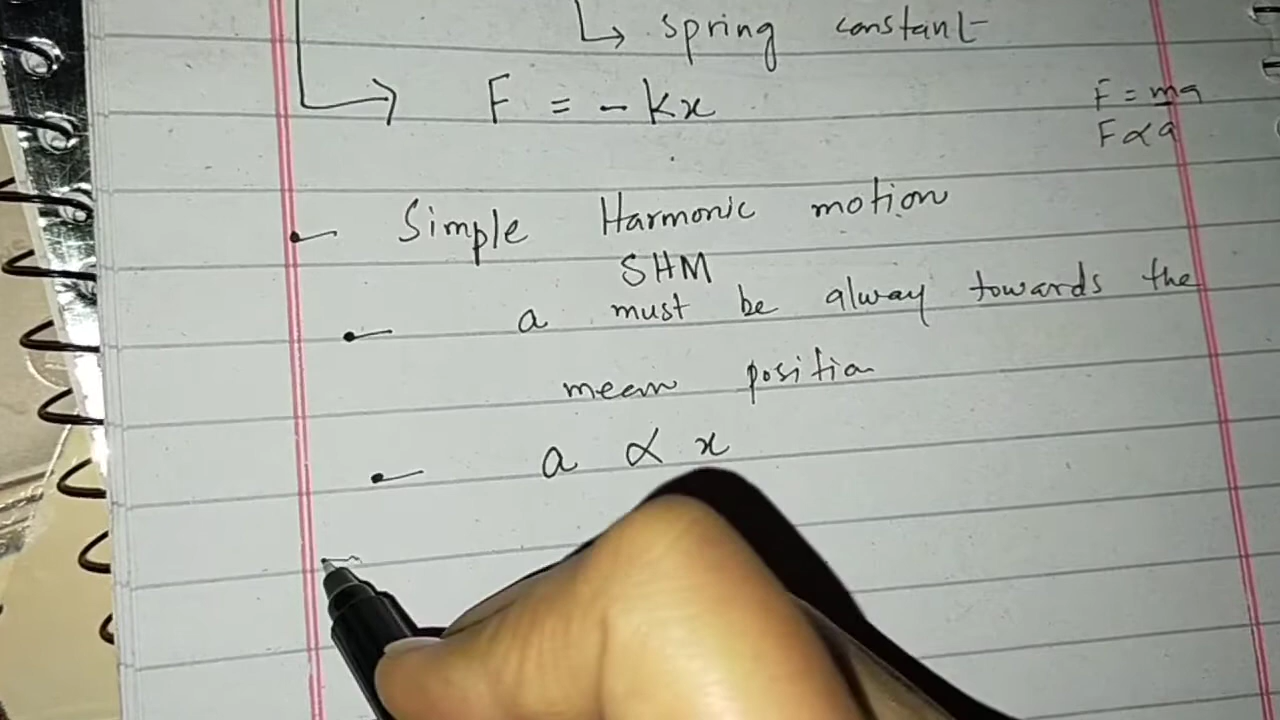 ↳ spring constant
→ F = - kx
F = ma
F ∝ a
Simple Harmonic motion
SHM
a must be alway towards the
mean position
a ∝ x